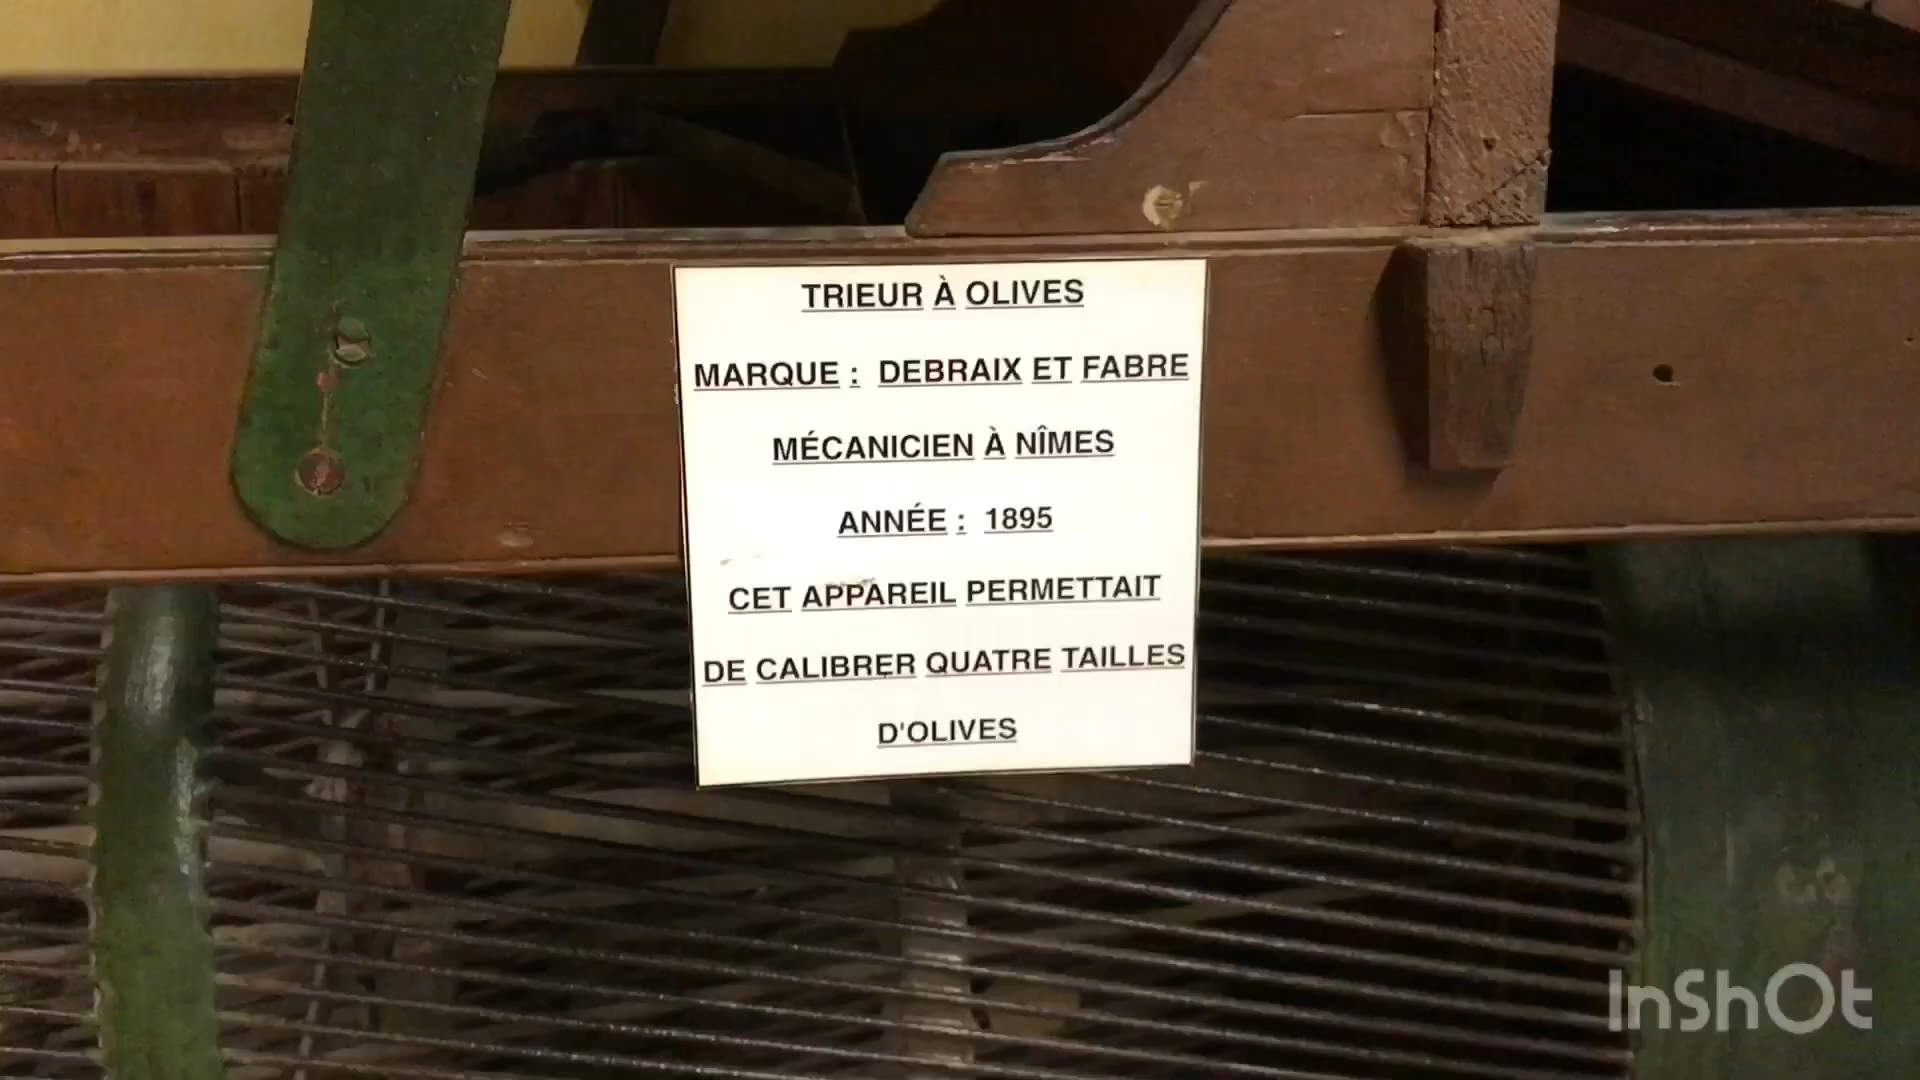 TRIEUR À OLIVES
MARQUE : DEBRAIX ET FABRE
MÉCANICIEN À NÎMES
ANNÉE : 1895
CET APPAREIL PERMETTAIT
DE CALIBRER QUATRE TAILLES
D'OLIVES
InShOt